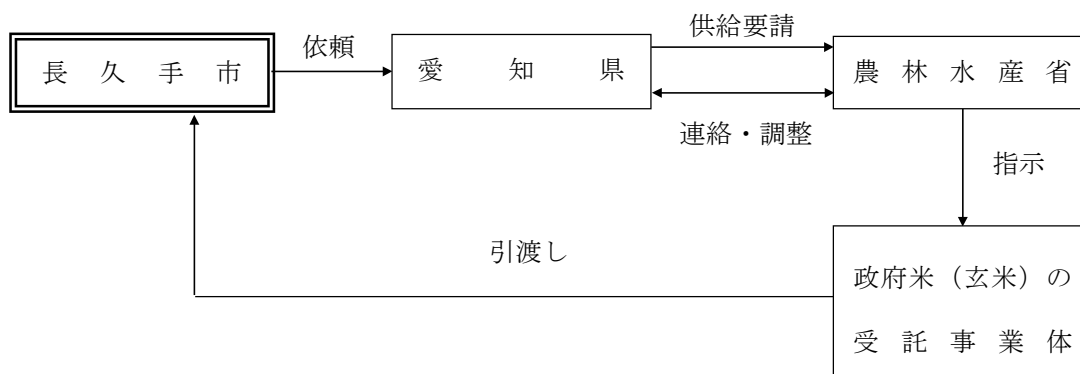 長久手市
依頼
愛知県
供給要請
連絡・調整
農林水産省
指示
引渡し
政府米（玄米）の
受託事業体